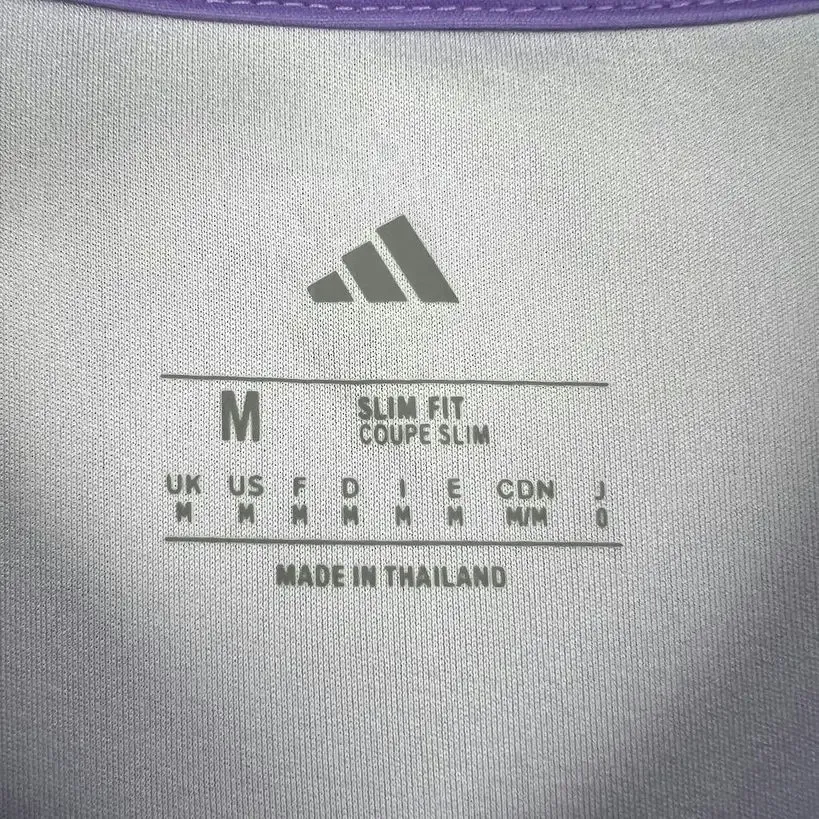 M SLIM FIT
COUPE SLIM
UK US F D I E CDN J
M M M M M M M/M O
MADE IN THAILAND